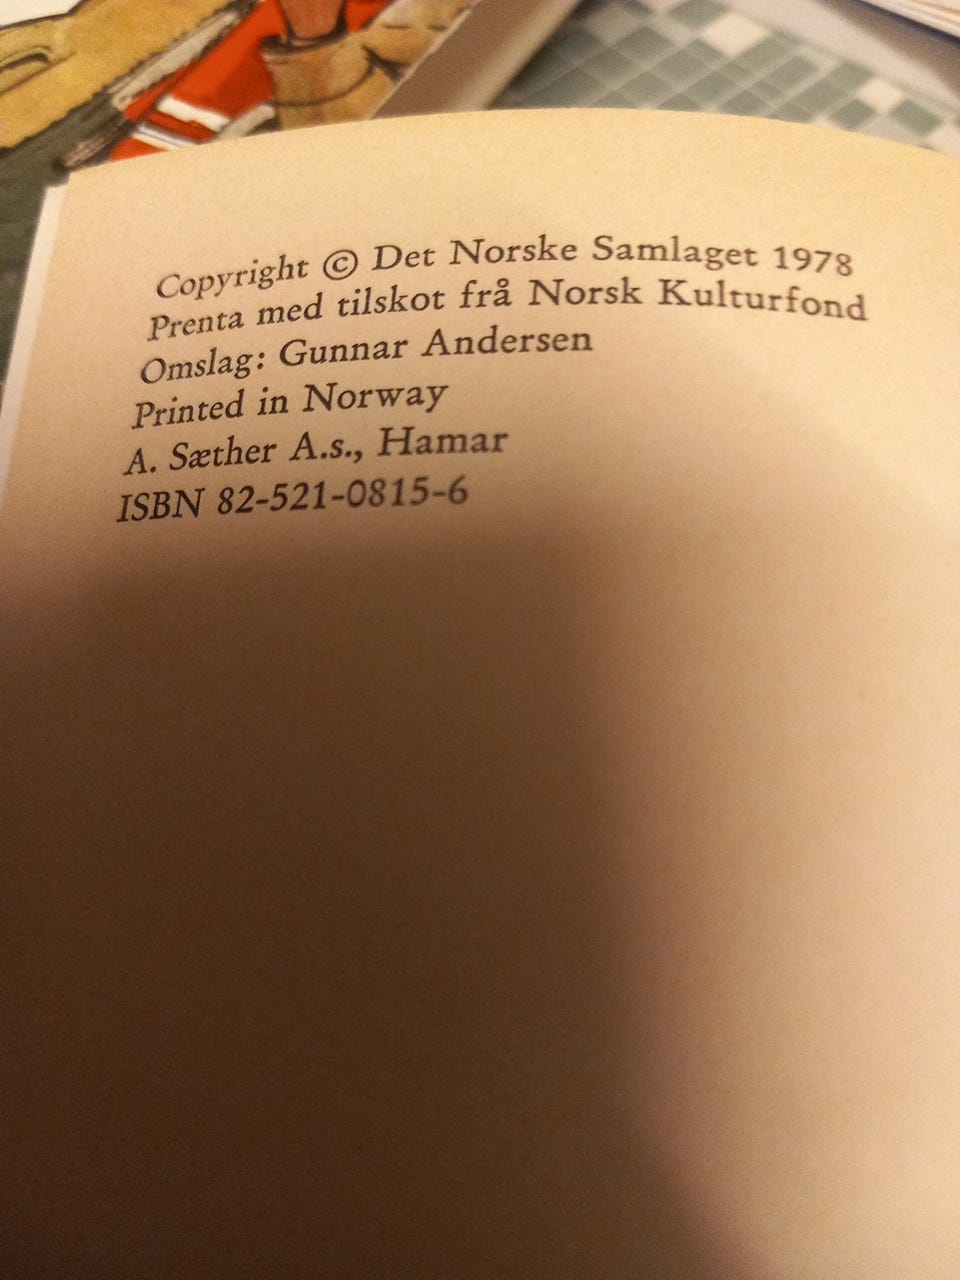 Copyright © Det Norske Samlaget 1978
Prenta med tilskot frå Norsk Kulturfond
Omslag: Gunnar Andersen
Printed in Norway
A. Sæther A.s., Hamar
ISBN 82-521-0815-6